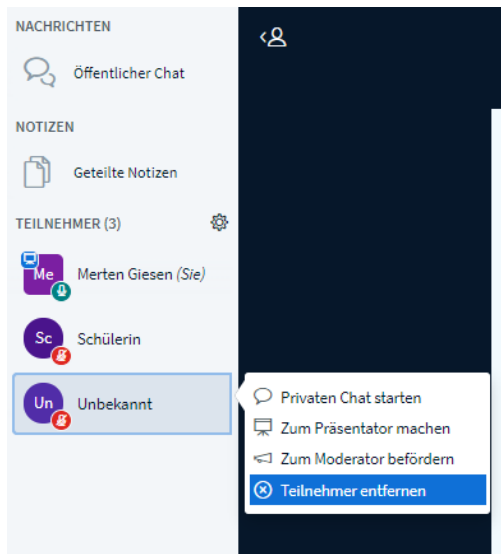 NACHRICHTEN
Öffentlicher Chat
NOTIZEN
Geteilte Notizen
TEILNEHMER (3)
Me
Merten Giesen (Sie)
Sc
Schülerin
Un
Unbekannt
Privaten Chat starten
Zum Präsentator machen
Zum Moderator befördern
Teilnehmer entfernen